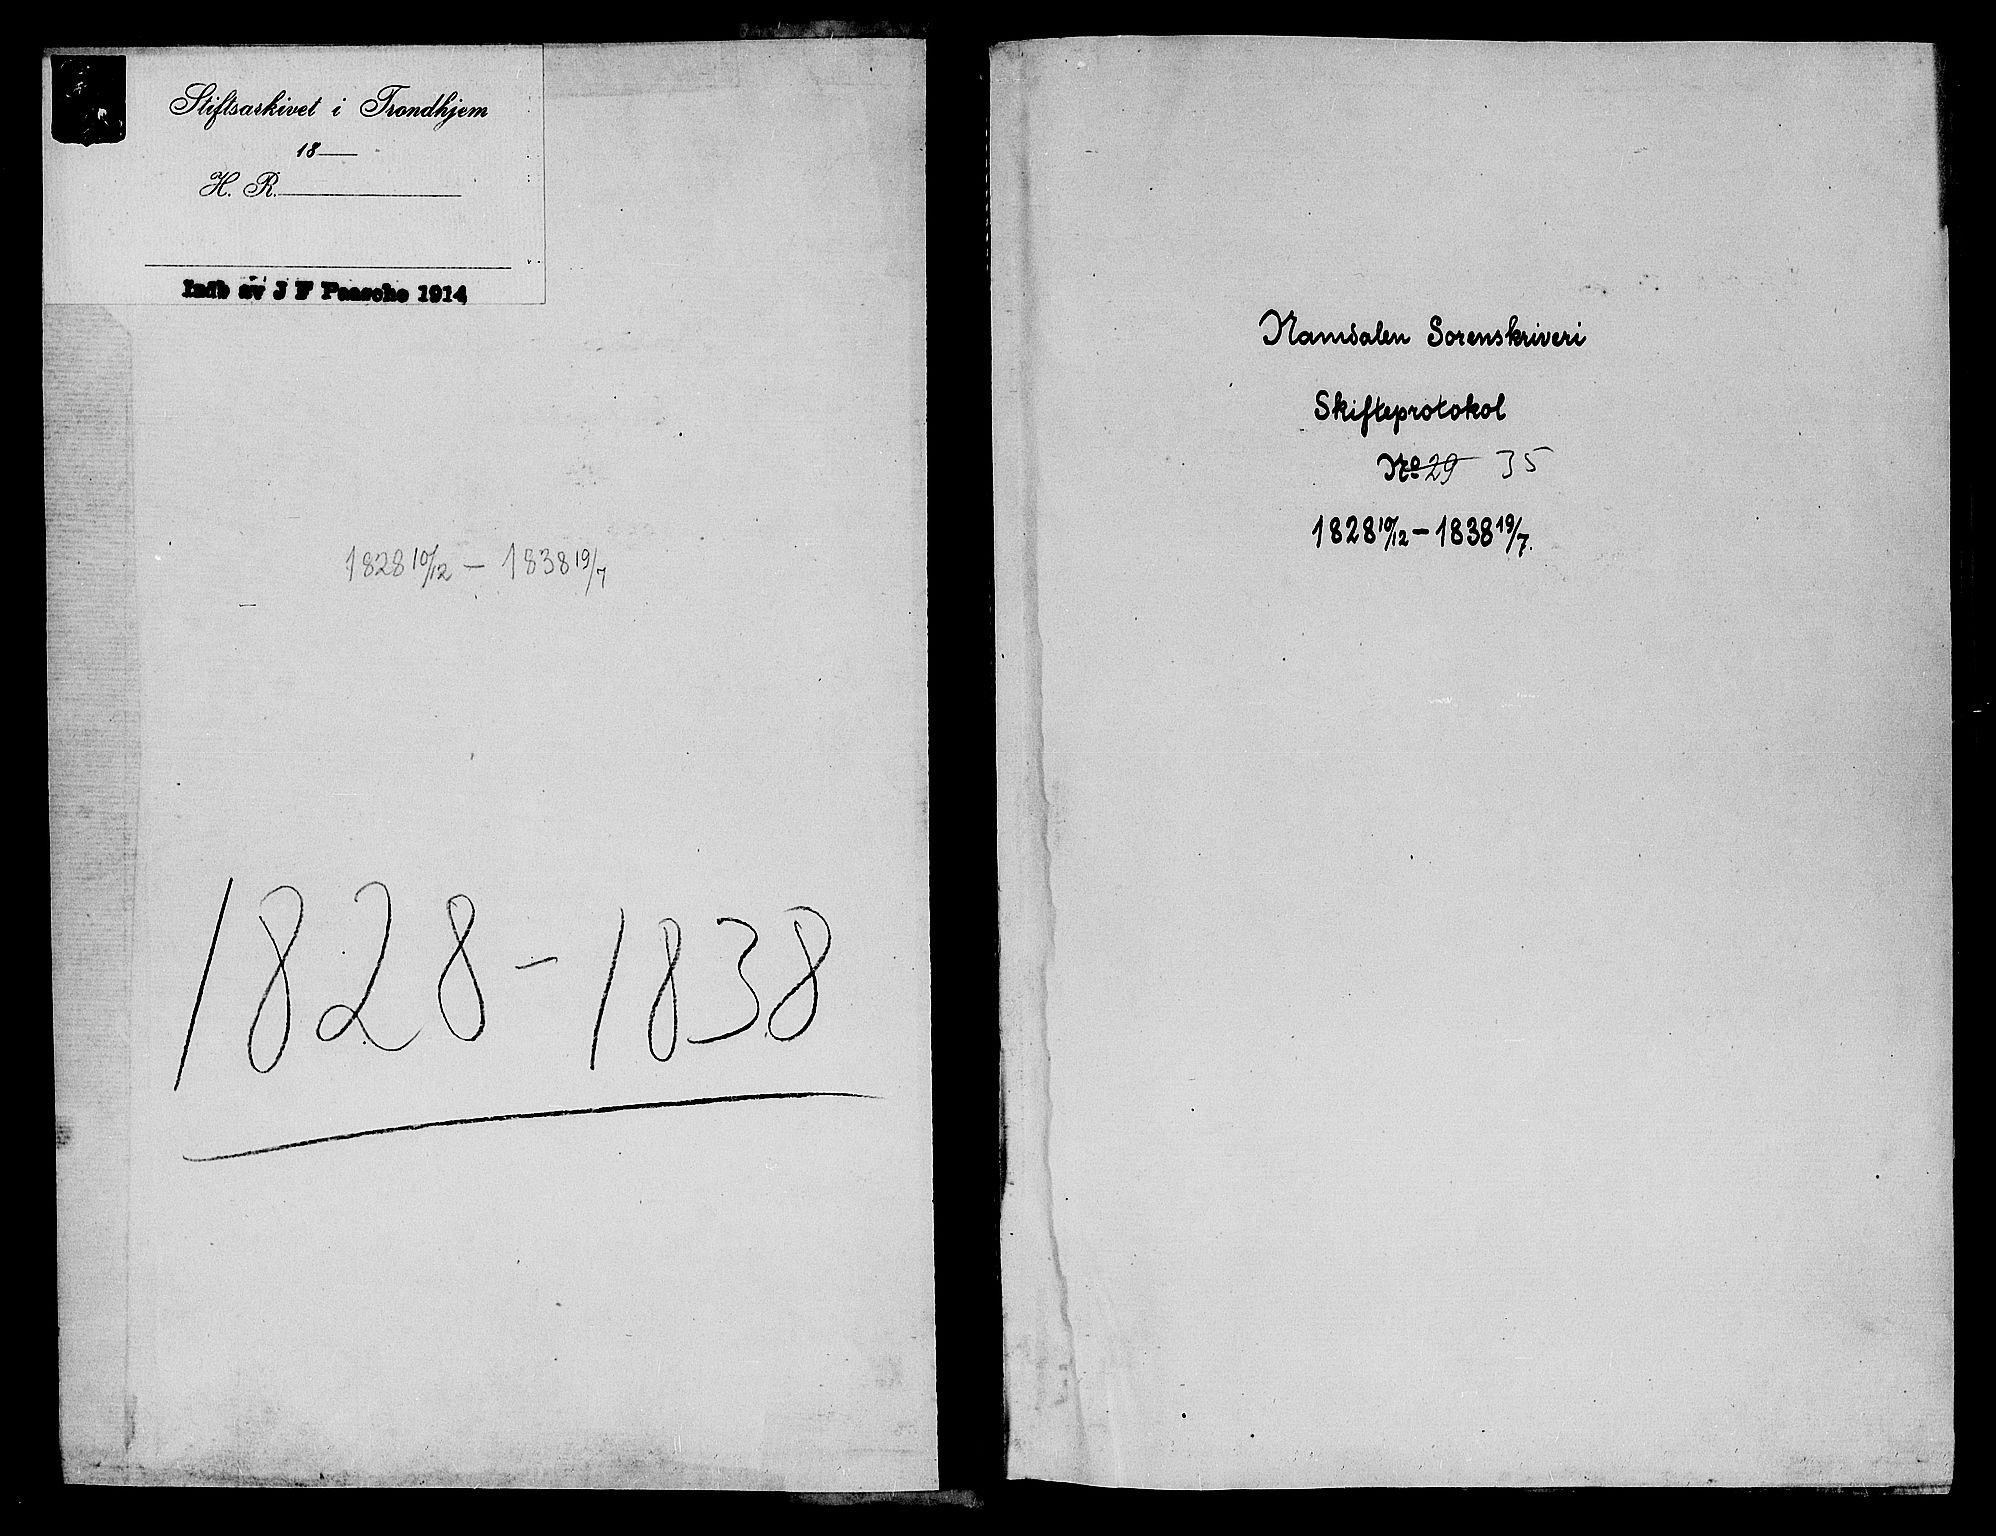 Stiftsarkivet i Trondhjem
18
H. R.
Indb av J F Paasche 1914
1828 10/12 – 1838 19/7
1828 – 1838
Namdalen Sorenskriveri
Skifteprotokol
No 29 35
1828 10/12 – 1838 19/7.